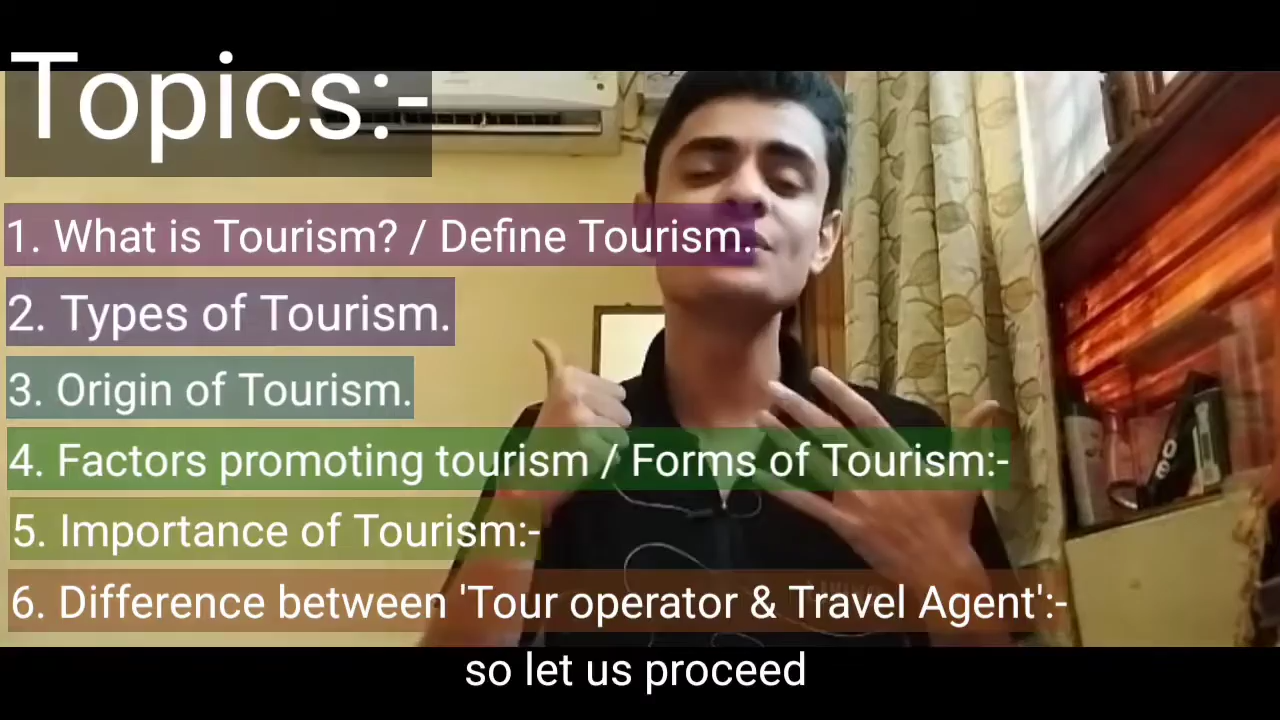 Topics:-
1. What is Tourism? / Define Tourism.
2. Types of Tourism.
3. Origin of Tourism.
4. Factors promoting tourism / Forms of Tourism:-
5. Importance of Tourism:-
6. Difference between 'Tour operator & Travel Agent':-
so let us proceed